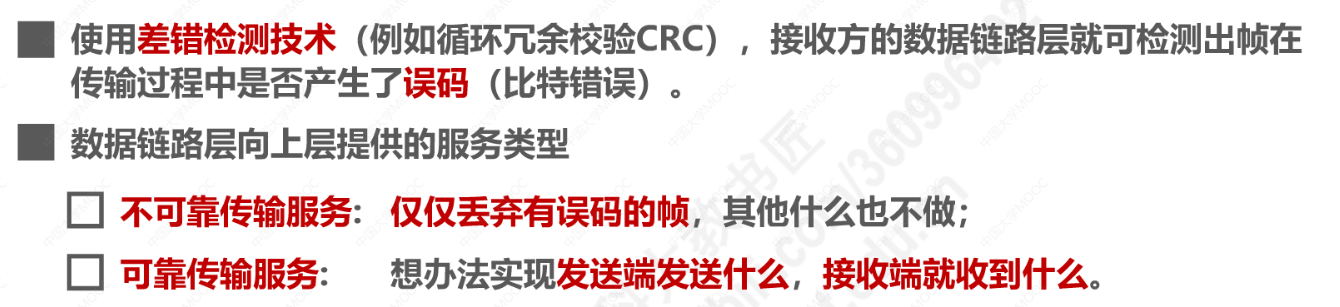 使用差错检测技术（例如循环冗余校验CRC），接收方的数据链路层就可检测出帧在
传输过程中是否产生了误码（比特错误）。
数据链路层向上层提供的服务类型
不可靠传输服务： 仅仅丢弃有误码的帧，其他什么也不做；
可靠传输服务： 想办法实现发送端发送什么，接收端就收到什么。